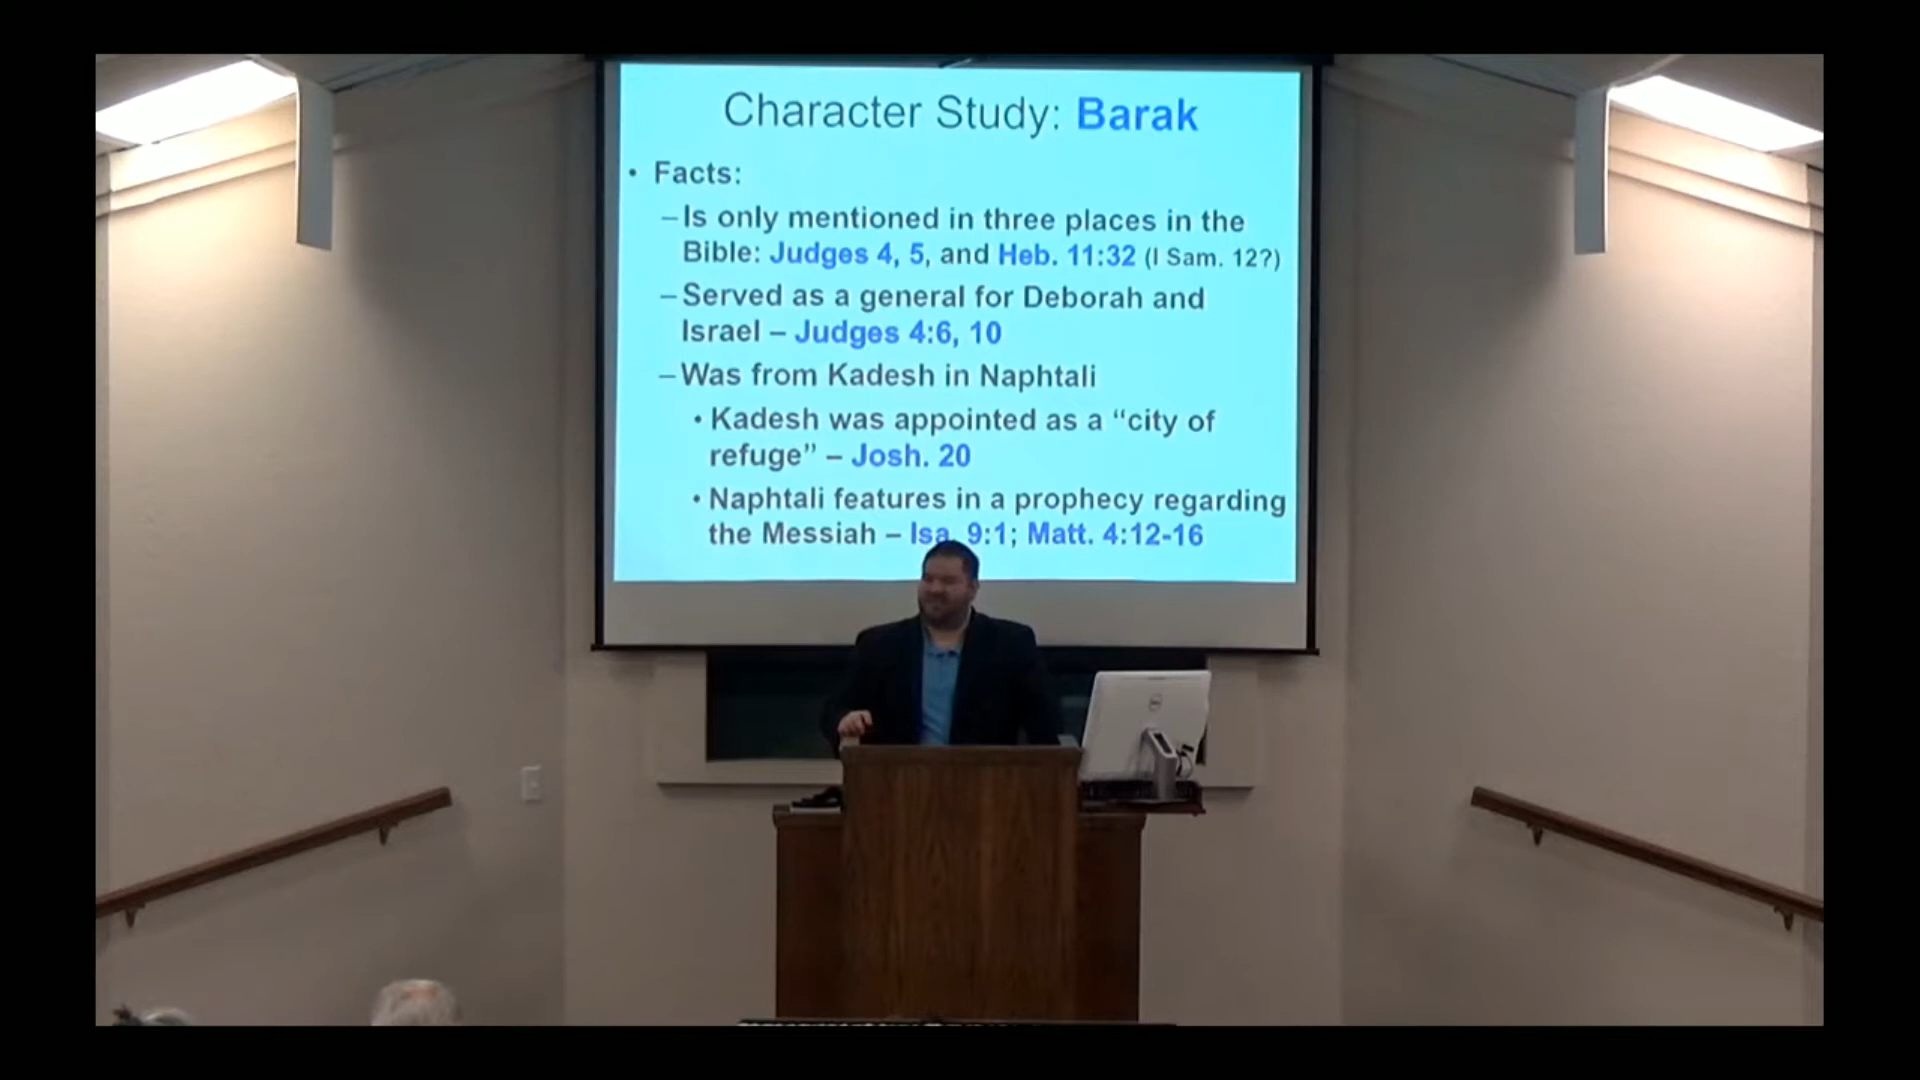 Character Study: Barak
• Facts:
–Is only mentioned in three places in the
Bible: Judges 4, 5, and Heb. 11:32 (I Sam. 12?)
–Served as a general for Deborah and
Israel – Judges 4:6, 10
–Was from Kadesh in Naphtali
• Kadesh was appointed as a “city of
refuge” – Josh. 20
• Naphtali features in a prophecy regarding
the Messiah – Isa. 9:1; Matt. 4:12-16
DELL